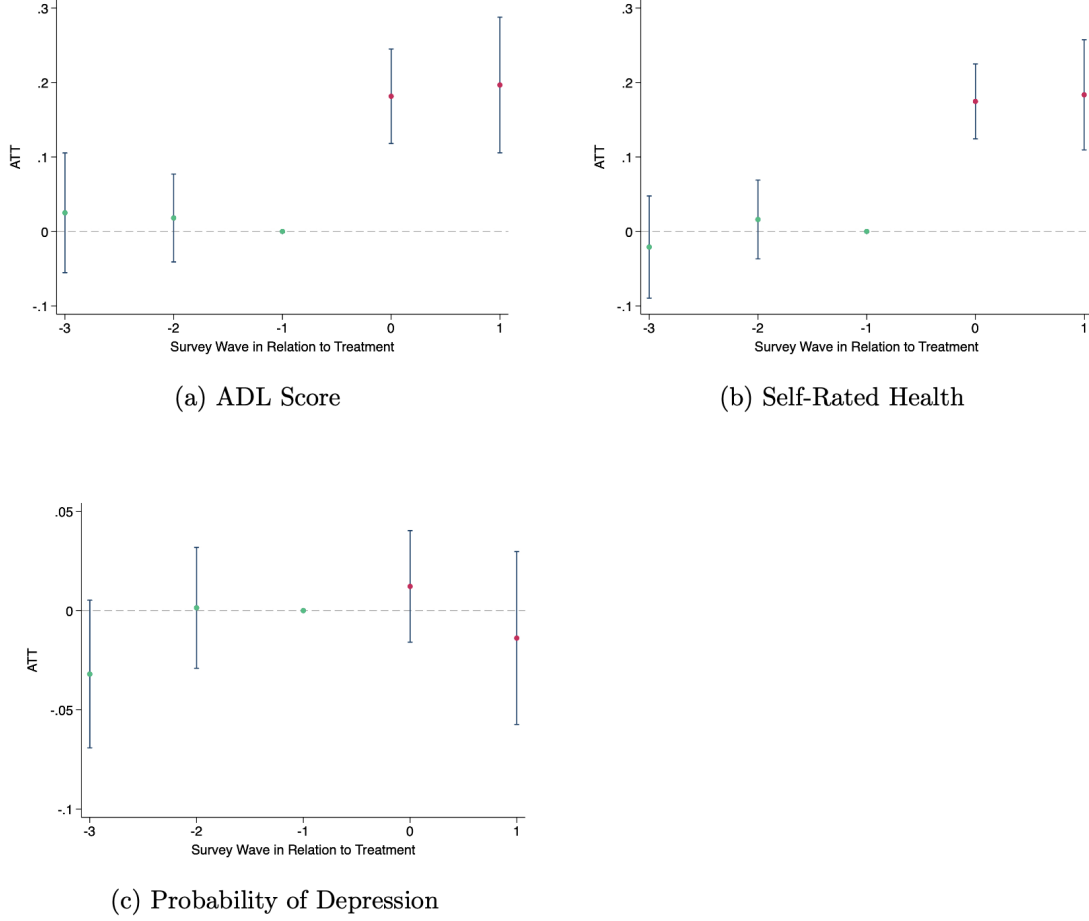 .3
.2
.1
0
-.1
ATT
-3 -2 -1 0 1
Survey Wave in Relation to Treatment
(a) ADL Score
.3
.2
.1
0
-.1
ATT
-3 -2 -1 0 1
Survey Wave in Relation to Treatment
(b) Self-Rated Health
.05
0
-.05
-.1
ATT
-3 -2 -1 0 1
Survey Wave in Relation to Treatment
(c) Probability of Depression